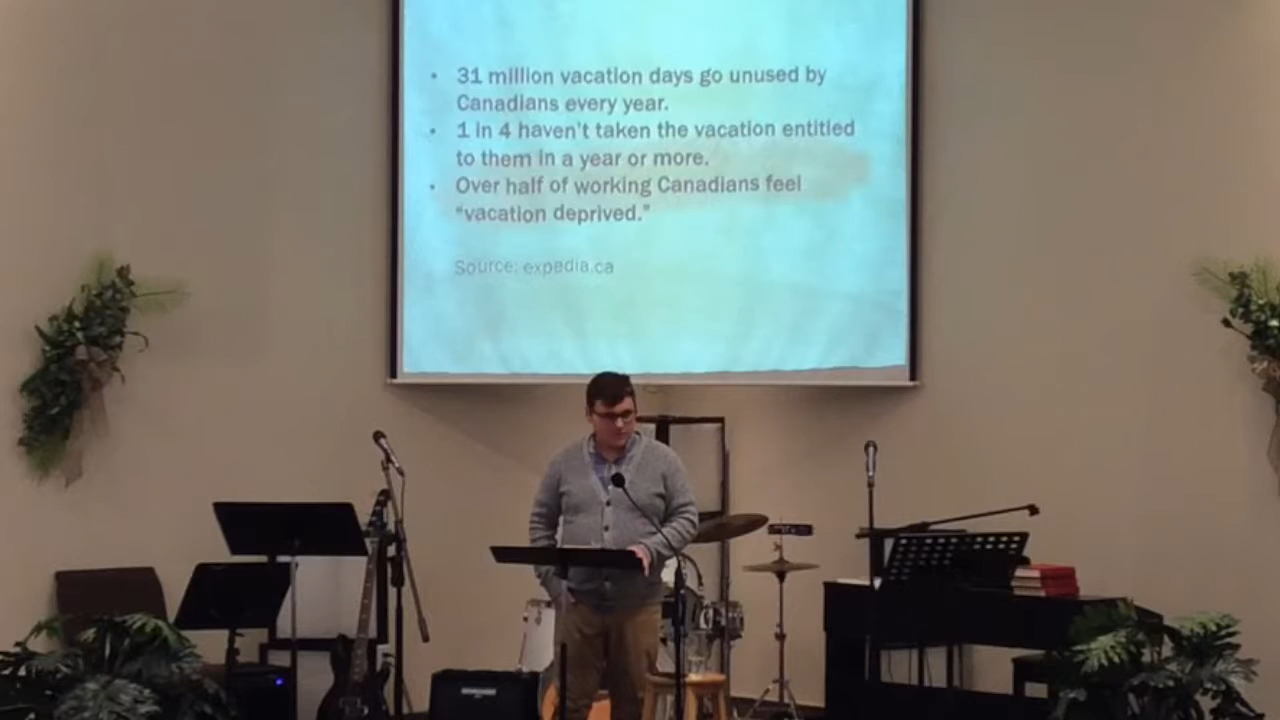 • 31 million vacation days go unused by
Canadians every year.
• 1 in 4 haven't taken the vacation entitled
to them in a year or more.
• Over half of working Canadians feel
“vacation deprived.”
Source: expedia.ca